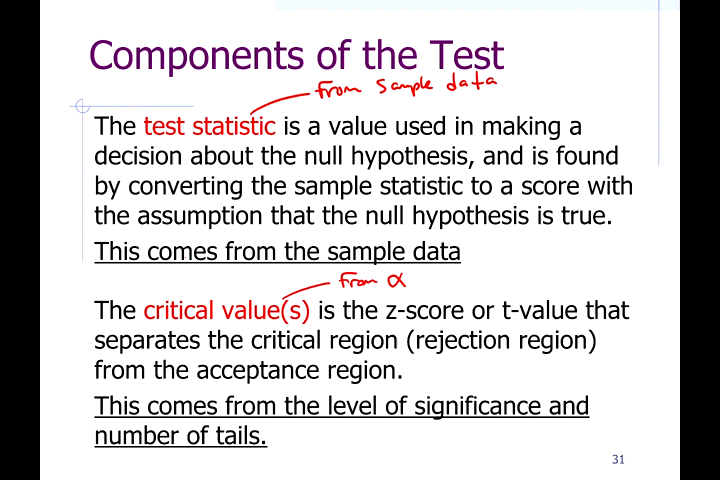 Components of the Test
from sample data
The test statistic is a value used in making a
decision about the null hypothesis, and is found
by converting the sample statistic to a score with
the assumption that the null hypothesis is true.
This comes from the sample data
from α
The critical value(s) is the z-score or t-value that
separates the critical region (rejection region)
from the acceptance region.
This comes from the level of significance and
number of tails.
31